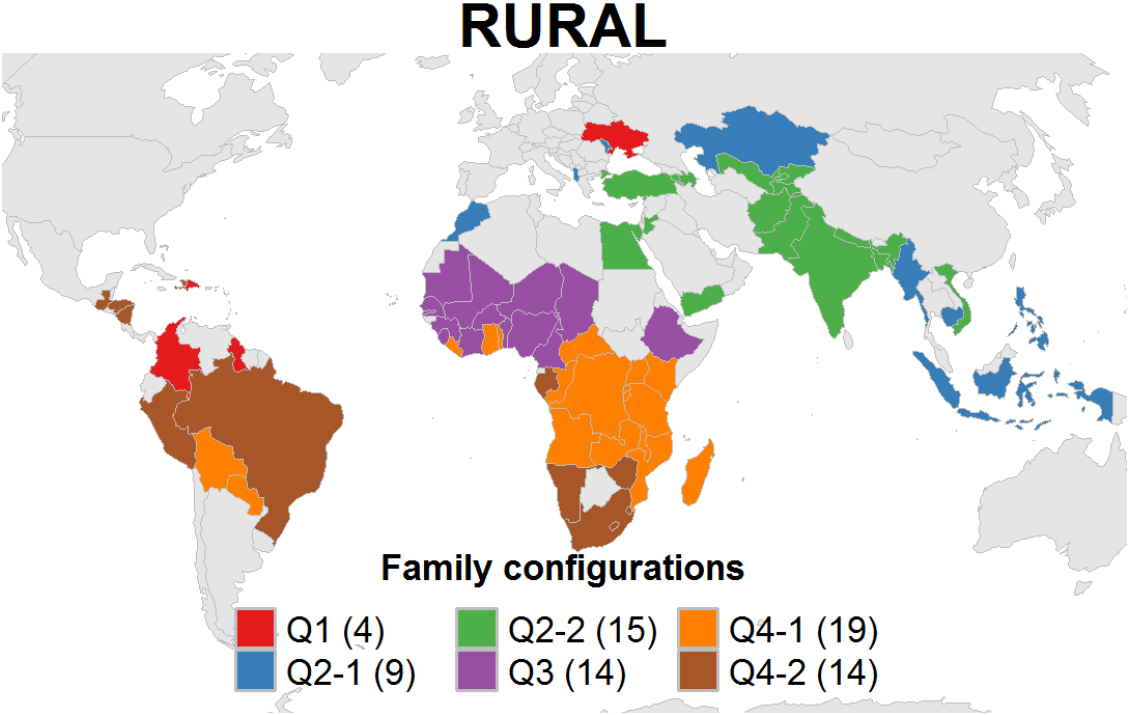 RURAL
Family configurations
Q1 (4) Q2-2 (15) Q4-1 (19)
Q2-1 (9) Q3 (14) Q4-2 (14)